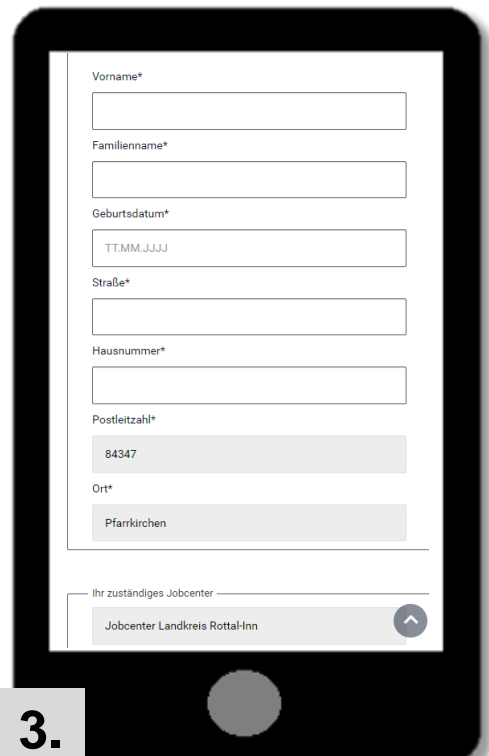 Vorname*
Familienname*
Geburtsdatum*
TT.MM.JJJJ
Straße*
Hausnummer*
Postleitzahl*
84347
Ort*
Pfarrkirchen
Ihr zuständiges Jobcenter
Jobcenter Landkreis Rottal-Inn
3.